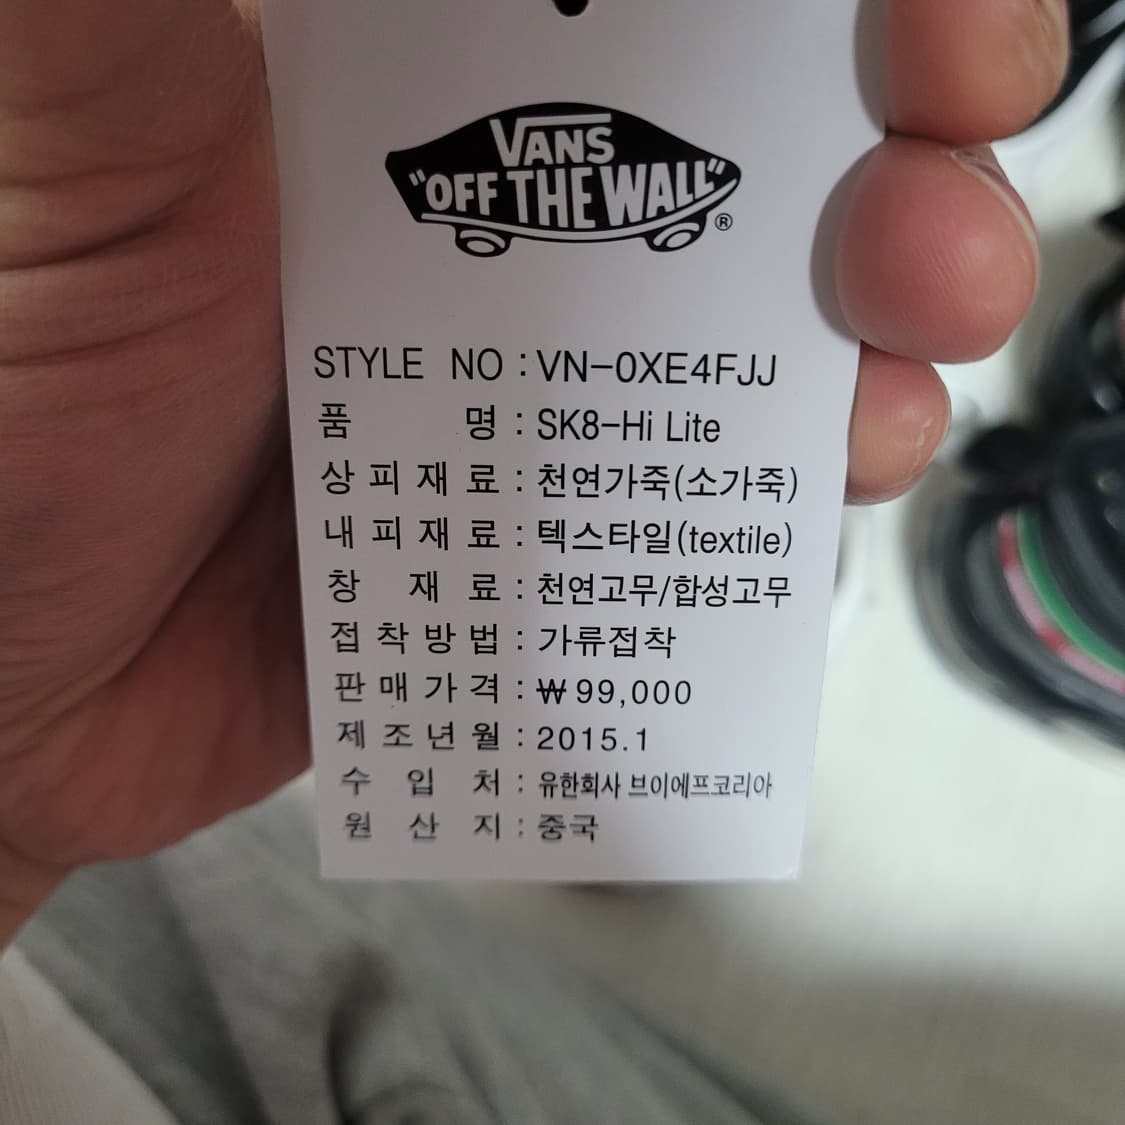 VANS
"OFF THE WALL"
®
STYLE NO : VN-0XE4FJJ
품 명 : SK8-Hi Lite
상 피 재 료 : 천연가죽(소가죽)
내 피 재 료 : 텍스타일(textile)
창 재 료 : 천연고무/합성고무
접 착 방 법 : 가류접착
판 매 가 격 : ₩99,000
제 조 년 월 : 2015.1
수 입 처 : 유한회사 브이에프코리아
원 산 지 : 중국